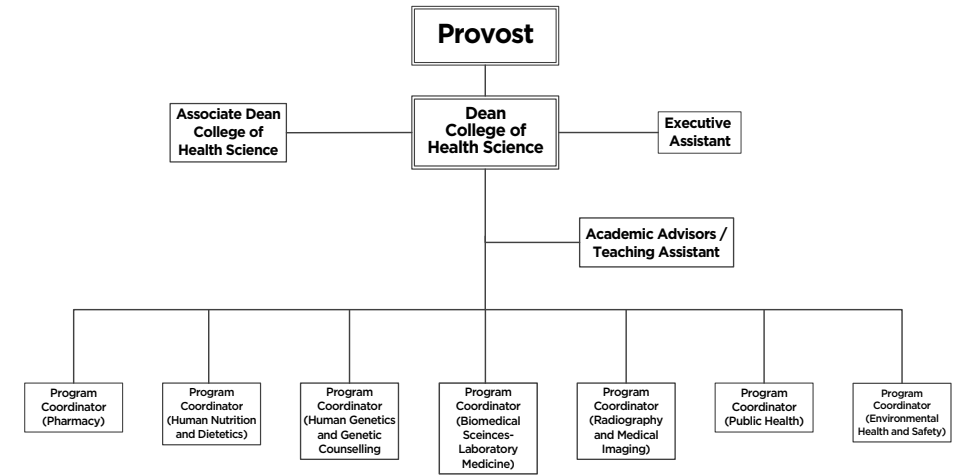 Provost
Associate Dean
College of
Health Science
Dean
College of
Health Science
Executive
Assistant
Academic Advisors /
Teaching Assistant
Program
Coordinator
(Pharmacy)
Program
Coordinator
(Human Nutrition
and Dietetics)
Program
Coordinator
(Human Genetics
and Genetic
Counselling
Program
Coordinator
(Biomedical
Sceinces-
Laboratory
Medicine)
Program
Coordinator
(Radiography
and Medical
Imaging)
Program
Coordinator
(Public Health)
Program
Coordinator
(Environmental
Health and Safety)